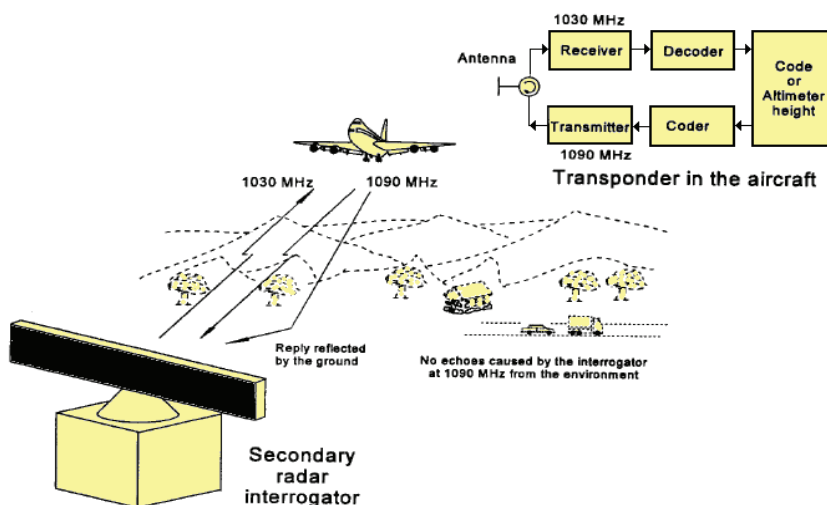 1030 MHz
Antenna
Receiver
Decoder
Code
or
Altimeter
height
Transmitter
Coder
1090 MHz
Transponder in the aircraft
1030 MHz
1090 MHz
Reply reflected
by the ground
No echoes caused by the interrogator
at 1090 MHz from the environment
Secondary
radar
interrogator